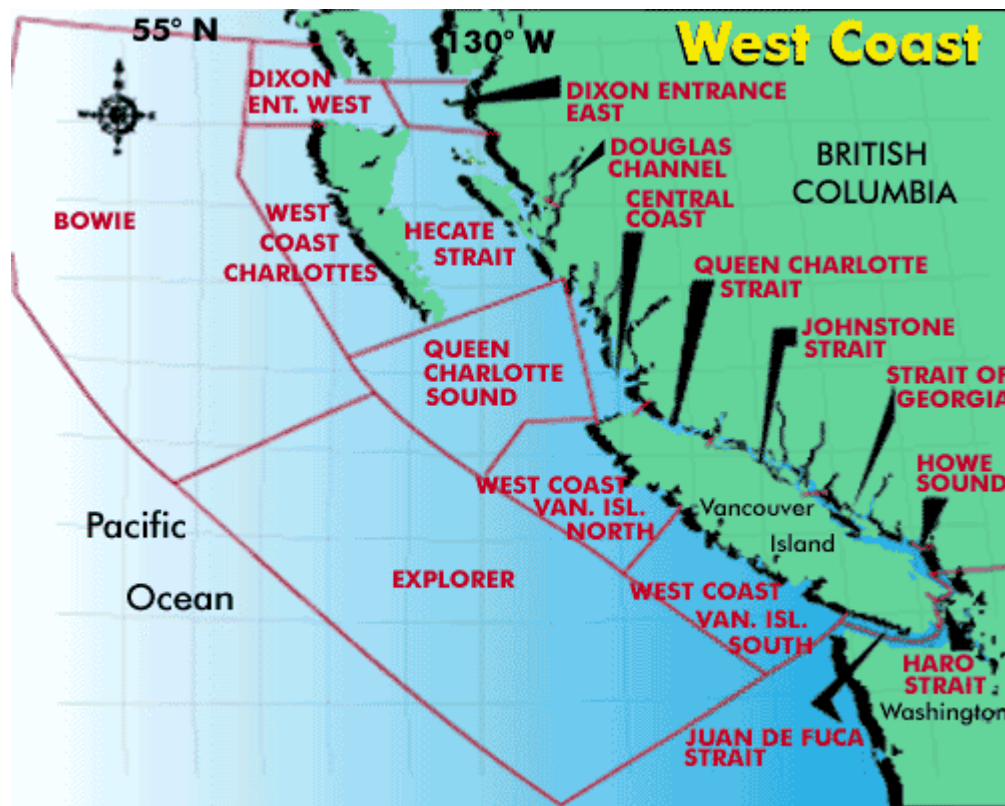 West Coast
55° N
130° W
DIXON
ENT. WEST
DIXON ENTRANCE
EAST
DOUGLAS
CHANNEL
BRITISH
COLUMBIA
CENTRAL
COAST
BOWIE
WEST
COAST
CHARLOTTES
HECATE
STRAIT
QUEEN CHARLOTTE
STRAIT
JOHNSTONE
STRAIT
QUEEN
CHARLOTTE
SOUND
STRAIT OF
GEORGIA
HOWE
SOUND
WEST COAST
VAN. ISL.
NORTH
Vancouver
Island
Pacific
Ocean
EXPLORER
WEST COAST
VAN. ISL.
SOUTH
HARO
STRAIT
Washington
JUAN DE FUCA
STRAIT